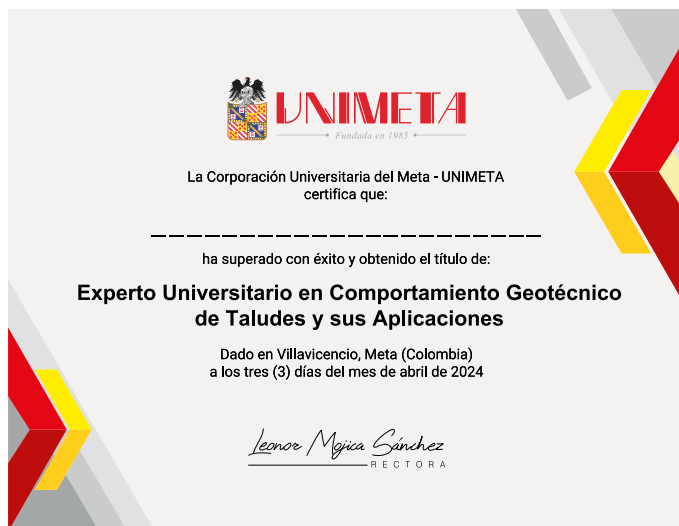 UNIMETA
Fundada en 1985
La Corporación Universitaria del Meta - UNIMETA
certifica que:
ha superado con éxito y obtenido el título de:
Experto Universitario en Comportamiento Geotécnico
de Taludes y sus Aplicaciones
Dado en Villavicencio, Meta (Colombia)
a los tres (3) días del mes de abril de 2024
Leonor Mojica Sánchez
RECTORA